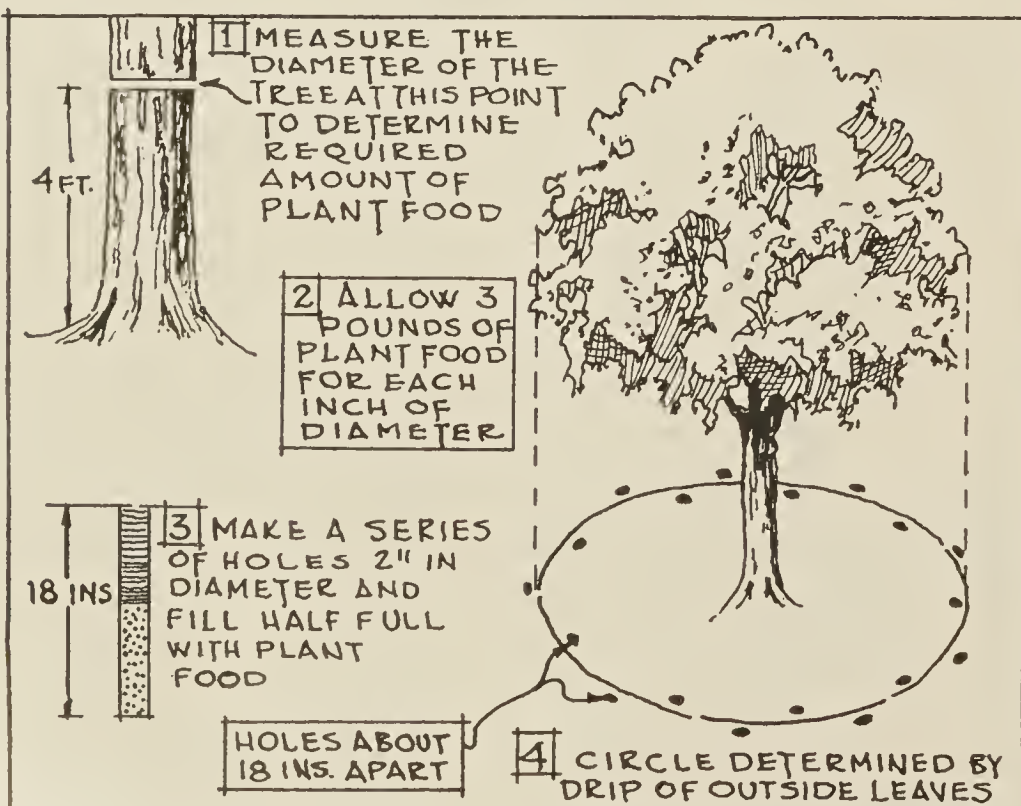 1 MEASURE THE
DIAMETER OF THE
TREE AT THIS POINT
TO DETERMINE
REQUIRED
AMOUNT OF
PLANT FOOD
4 FT.
2 ALLOW 3
POUNDS OF
PLANT FOOD
FOR EACH
INCH OF
DIAMETER
3 MAKE A SERIES
OF HOLES 2" IN
DIAMETER AND
FILL HALF FULL
WITH PLANT
FOOD
18 INS
HOLES ABOUT
18 INS. APART
4 CIRCLE DETERMINED BY
DRIP OF OUTSIDE LEAVES